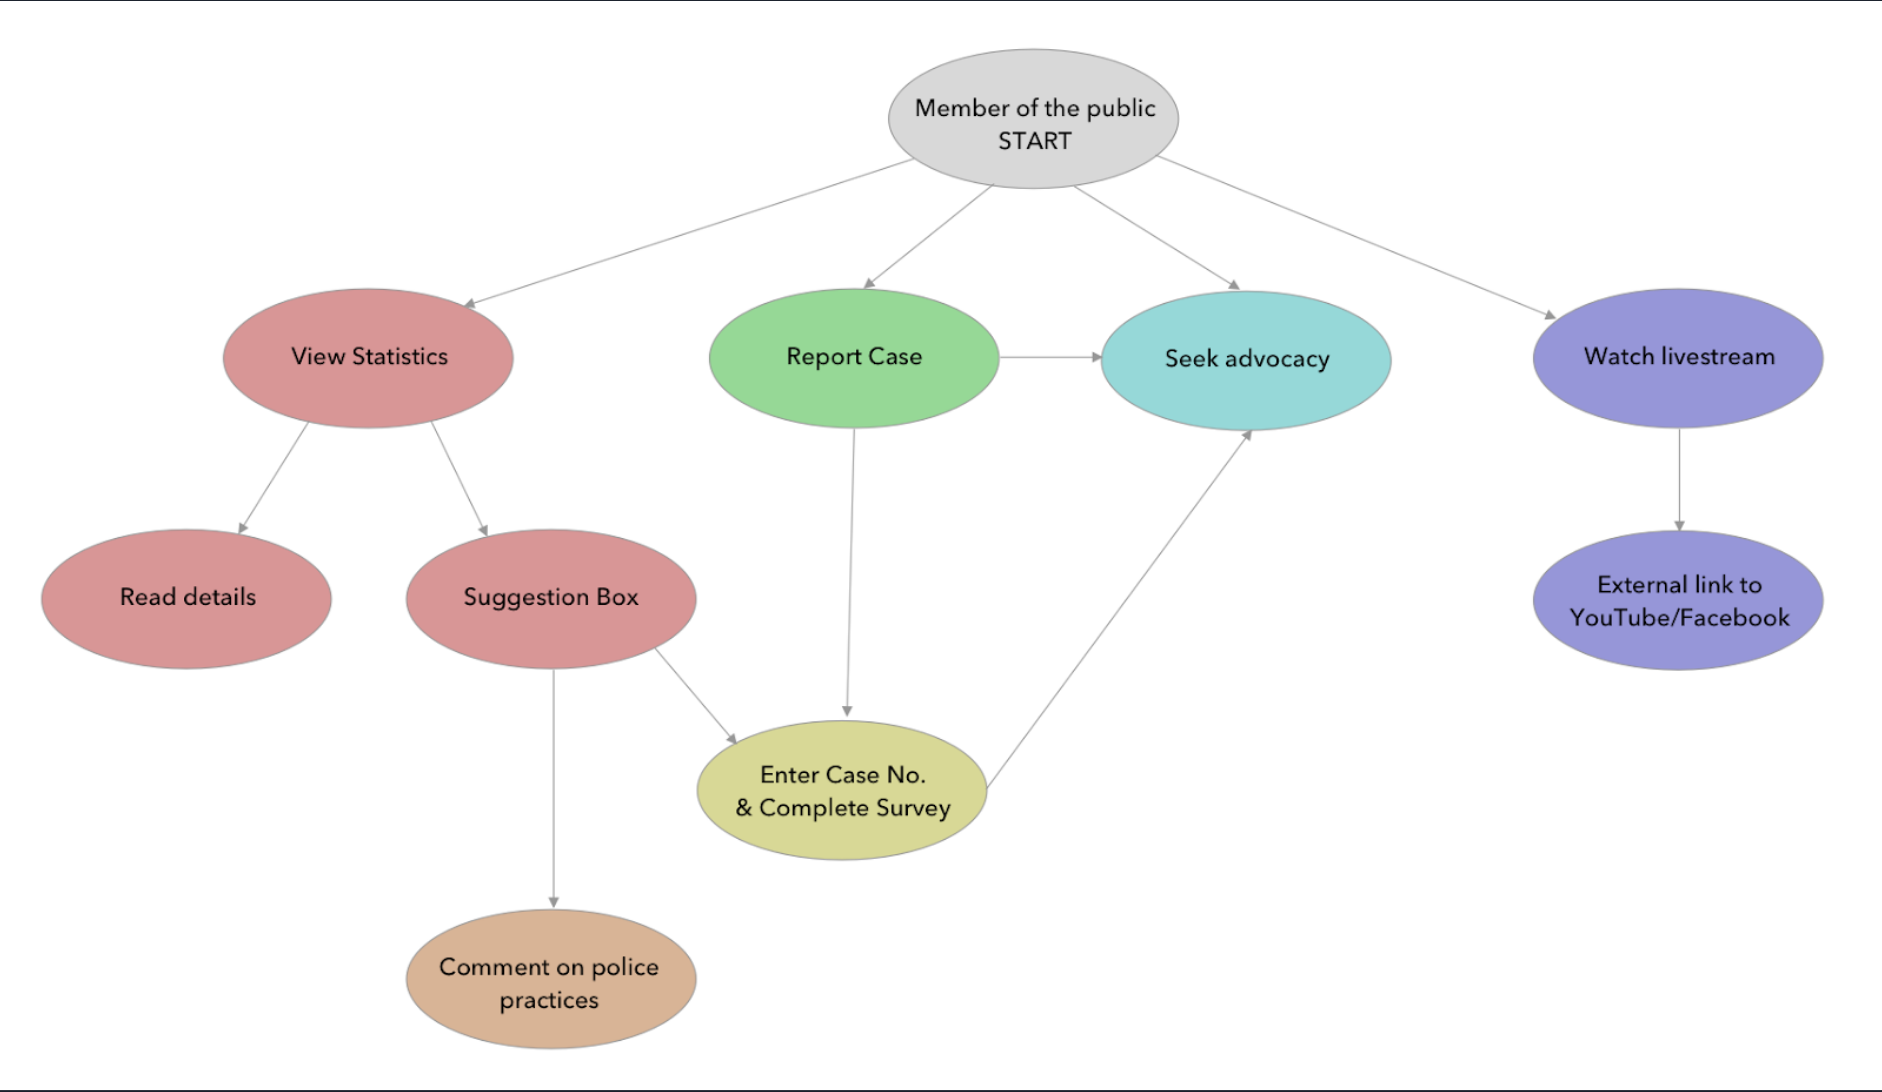 Member of the public
START
View Statistics
Report Case
Seek advocacy
Watch livestream
Read details
Suggestion Box
External link to
YouTube/Facebook
Enter Case No.
& Complete Survey
Comment on police
practices